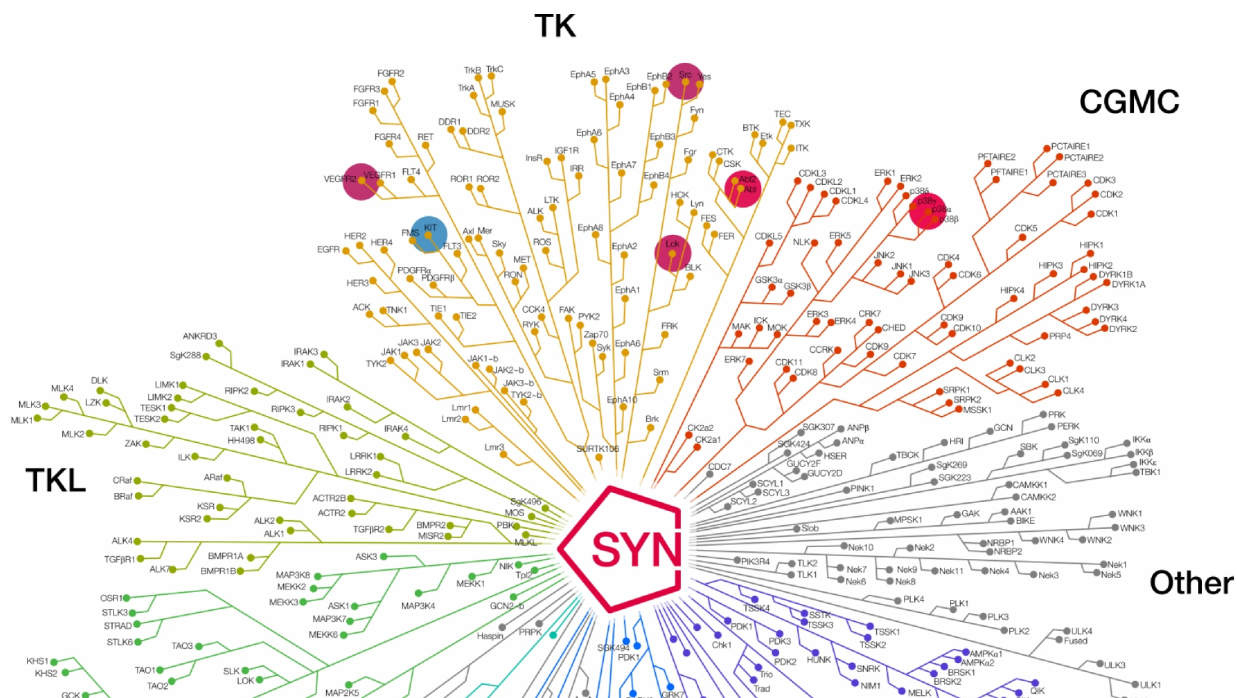 TK
CGMC
TKL
Other
SYN
FGFR2
FGFR3
FGFR1
FGFR4
RET
TrkB
TrkC
TrkA
MUSK
DDR1
DDR2
VEGFR2
VEGFR1
FLT4
ROR1
ROR2
KIT
FMS
FLT3
Axl
Mer
Sky
HER2
EGFR
HER4
HER3
PDGFRα
PDGFRβ
MET
RON
ACK
TNK1
TIE1
TIE2
CCK4
RYK
JAK3
JAK2
JAK1
TYK2
JAK1~b
JAK2~b
JAK3~b
TYK2~b
Lmr1
Lmr2
Lmr3
SURTK106
InsR
IGF1R
IRR
LTK
ALK
ROS
FAK
PYK2
Zap70
Syk
EphA5
EphA3
EphA4
EphA6
EphA7
EphA8
EphA2
EphA1
EphA6
EphA10
EphB2
EphB1
EphB3
EphB4
Src
Yes
Fyn
Fgr
HCK
Lyn
Lck
BLK
FRK
Srm
Brk
CTK
CSK
Abl2
Abl
FES
FER
TEC
TXK
BTK
Etk
ITK
CDKL3
CDKL2
CDKL1
CDKL4
CDKL5
ERK1
ERK2
p38δ
p38γ
p38α
p38β
NLK
ERK5
JNK2
JNK1
JNK3
GSK3α
GSK3β
MAK
ICK
MOK
ERK3
ERK4
ERK7
CDK11
CDK8
CCRK
CRK7
CHED
CDK9
CDK7
PFTAIRE2
PFTAIRE1
PCTAIRE1
PCTAIRE2
PCTAIRE3
CDK3
CDK2
CDK1
CDK5
CDK4
CDK6
CDK9
CDK10
HIPK1
HIPK2
HIPK3
HIPK4
DYRK1B
DYRK1A
DYRK3
DYRK4
DYRK2
PRP4
CLK2
CLK3
CLK1
CLK4
SRPK1
SRPK2
MSSK1
CK2a2
CK2a1
ANKRD3
SgK288
DLK
MLK4
LZK
MLK3
MLK1
MLK2
LIMK1
LIMK2
TESK1
TESK2
RIPK2
RIPK3
RIPK1
IRAK3
IRAK1
IRAK2
IRAK4
TAK1
HH498
ZAK
ILK
LRRK1
LRRK2
CRaf
BRaf
ARaf
KSR
KSR2
SgK496
MOS
PBK
MLKL
ACTR2B
ACTR2
TGFβR2
BMPR2
MISR2
ALK2
ALK1
ALK4
TGFβR1
ALK7
BMPR1A
BMPR1B
ASK3
MAP3K8
MEKK2
MEKK3
ASK1
MAP3K7
MEKK6
MAP3K4
MEKK1
NIK
Tpl2
GCN2~b
Haspin
PRPK
OSR1
STLK3
STRAD
STLK6
TAO3
TAO1
TAO2
SLK
LOK
KHS1
KHS2
GCK
MAP2K5
CDC7
SGK307
SGK424
ANPβ
ANPα
HSER
GUCY2F
GUCY2D
SCYL1
SCYL3
SCYL2
PINK1
TBCK
HRI
GCN
PRK
PERK
SgK269
SGK223
SBK
SgK110
SgK069
IKKα
IKKβ
IKKε
TBK1
CAMKK1
CAMKK2
Slob
MPSK1
GAK
AAK1
BIKE
WNK1
WNK3
WNK2
WNK4
NRBP1
NRBP2
PIK3R4
TLK2
TLK1
Nek10
Nek2
Nek7
Nek6
Nek9
Nek8
Nek11
Nek4
Nek3
Nek1
Nek5
PLK4
PLK1
PLK3
PLK2
ULK4
Fused
ULK3
ULK1
TSSK4
SSTK
TSSK3
TSSK1
TSSK2
PDK1
Chk1
PDK3
PDK2
HUNK
SNRK
NIM1
MELK
AMPKα1
AMPKα2
BRSK1
BRSK2
QIK
Trio
Trad
SBK494
PDK1
GRK7